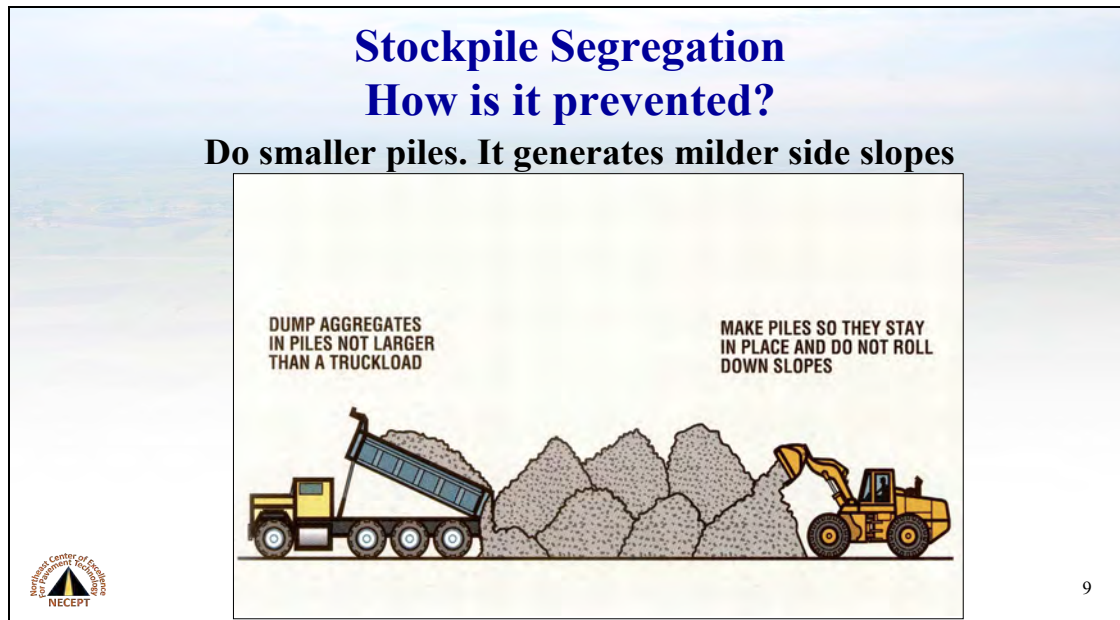 Stockpile Segregation
How is it prevented?
Do smaller piles. It generates milder side slopes
DUMP AGGREGATES
IN PILES NOT LARGER
THAN A TRUCKLOAD
MAKE PILES SO THEY STAY
IN PLACE AND DO NOT ROLL
DOWN SLOPES
Northeast Center of Excellence
For Pavement Technology
NECEPT
9